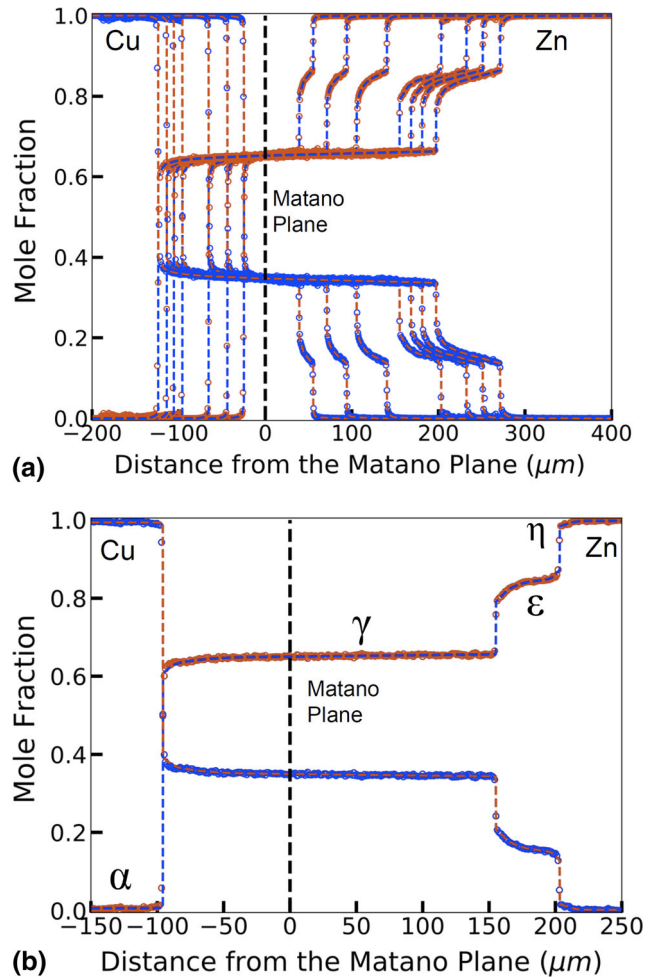 1.0
Cu
Zn
0.8
0.6
Matano
Plane
0.4
0.2
0.0
Mole Fraction
−200 −100 0 100 200 300 400
(a) Distance from the Matano Plane (μm)
1.0
Cu
η
Zn
0.8
ε
γ
0.6
Matano
Plane
0.4
0.2
α
0.0
Mole Fraction
−150 −100 −50 0 50 100 150 200 250
(b) Distance from the Matano Plane (μm)